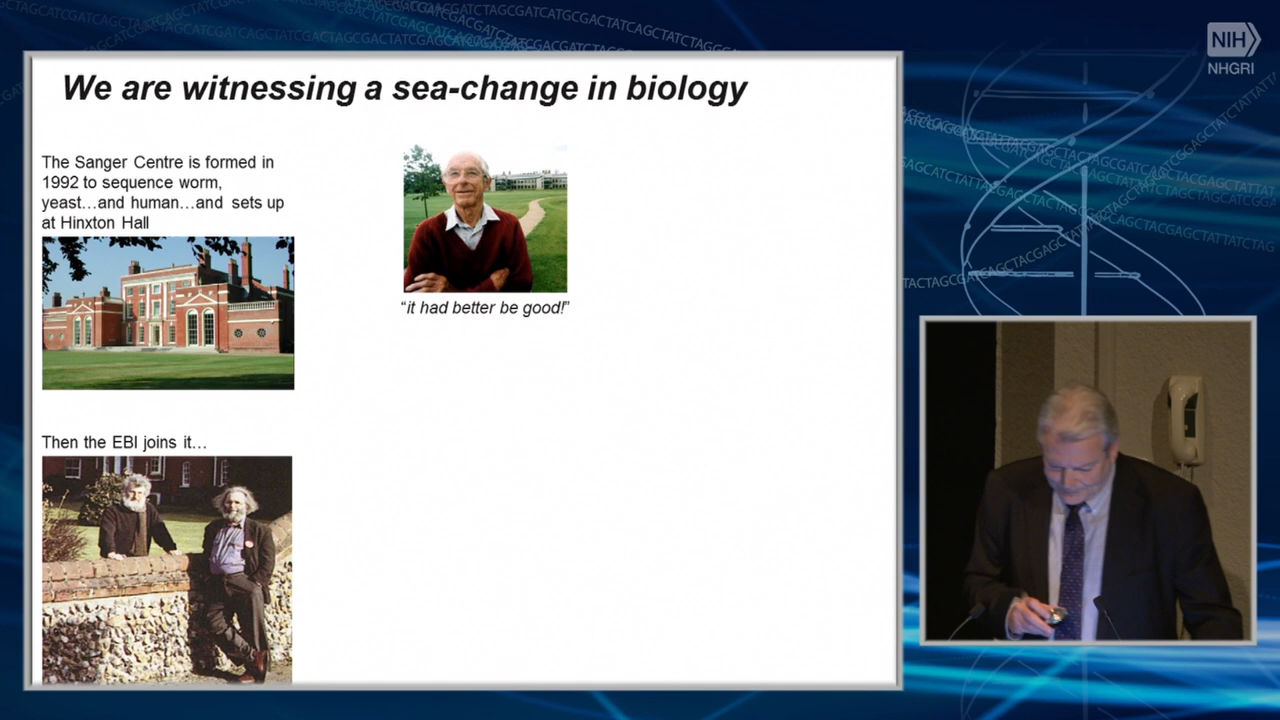 We are witnessing a sea-change in biology
The Sanger Centre is formed in
1992 to sequence worm,
yeast…and human…and sets up
at Hinxton Hall
“it had better be good!”
Then the EBI joins it…
NIH
NHGRI